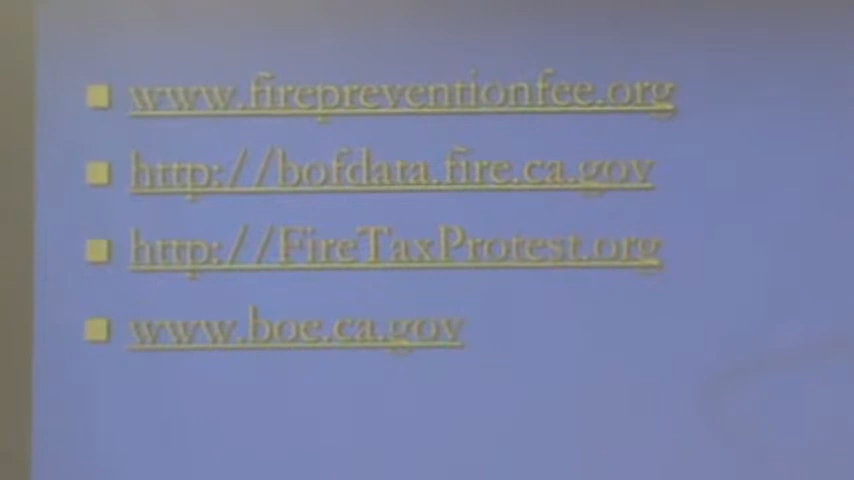 www.firepreventionfee.org
http://bofdata.fire.ca.gov
http://FireTaxProtest.org
www.boe.ca.gov